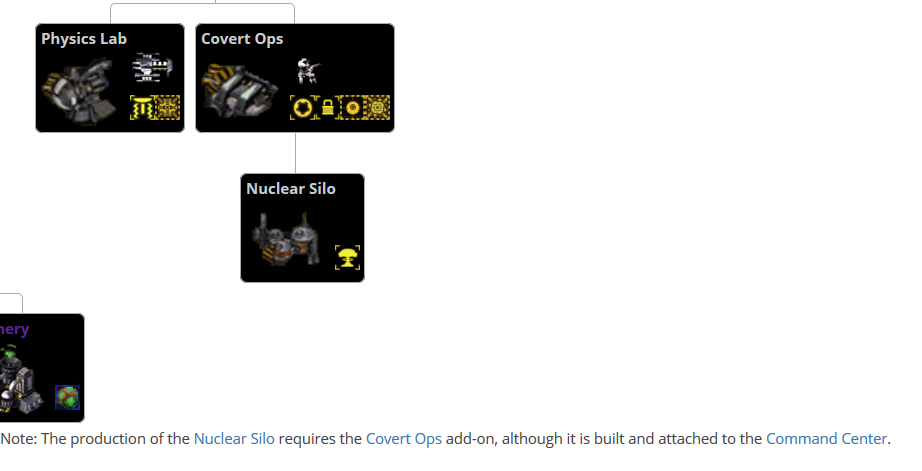 Physics Lab
Covert Ops
Nuclear Silo
nery
Note: The production of the Nuclear Silo requires the Covert Ops add-on, although it is built and attached to the Command Center.